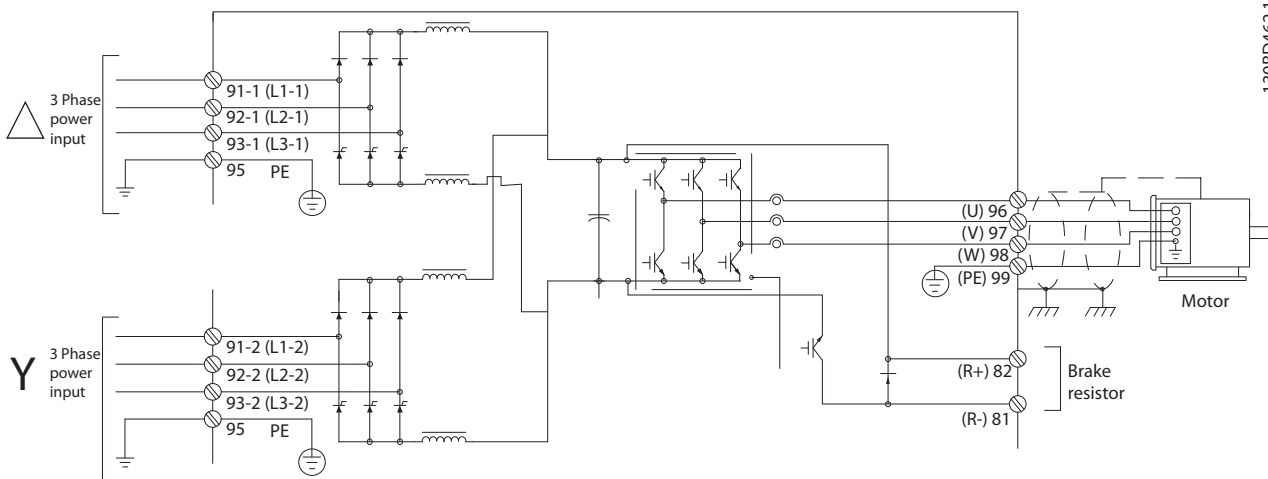 3 Phase
power
input
91-1 (L1-1)
92-1 (L2-1)
93-1 (L3-1)
95 PE
Y
3 Phase
power
input
91-2 (L1-2)
92-2 (L2-2)
93-2 (L3-2)
95 PE
(U) 96
(V) 97
(W) 98
(PE) 99
Motor
(R+) 82
Brake
resistor
(R-) 81